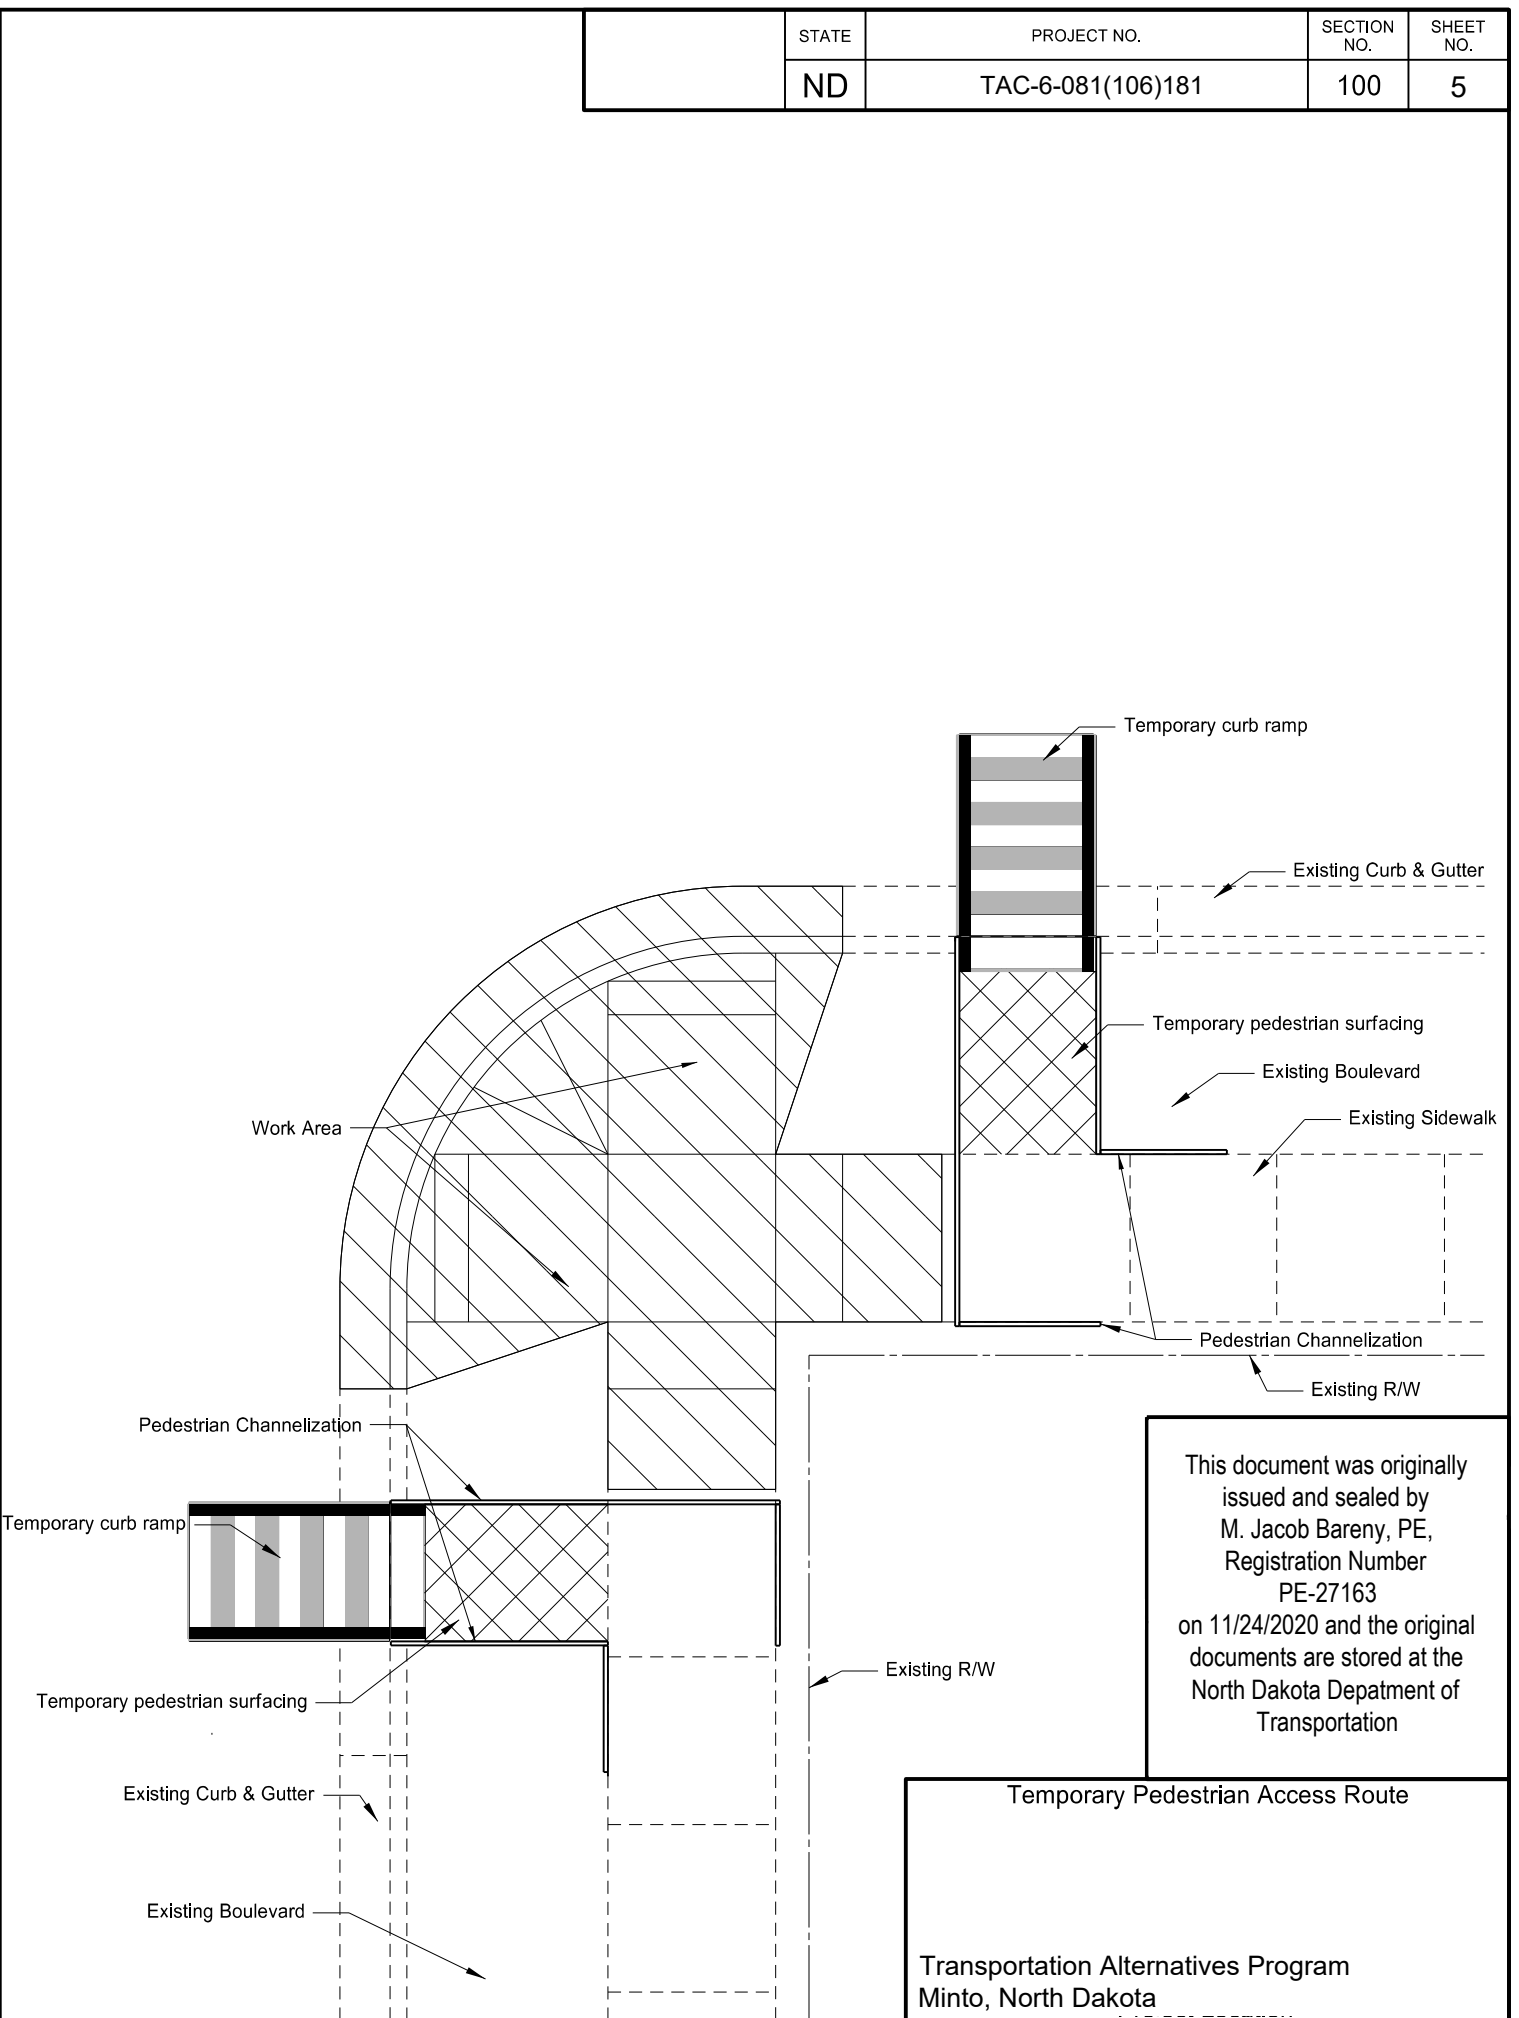 STATE
PROJECT NO.
SECTION
NO.
SHEET
NO.
ND
TAC-6-081(106)181
100
5
Temporary curb ramp
Existing Curb & Gutter
Temporary pedestrian surfacing
Existing Boulevard
Existing Sidewalk
Work Area
Pedestrian Channelization
Existing R/W
Pedestrian Channelization
Temporary curb ramp
Existing R/W
Temporary pedestrian surfacing
Existing Curb & Gutter
Existing Boulevard
This document was originally
issued and sealed by
M. Jacob Bareny, PE,
Registration Number
PE-27163
on 11/24/2020 and the original
documents are stored at the
North Dakota Depatment of
Transportation
Temporary Pedestrian Access Route
Transportation Alternatives Program
Minto, North Dakota